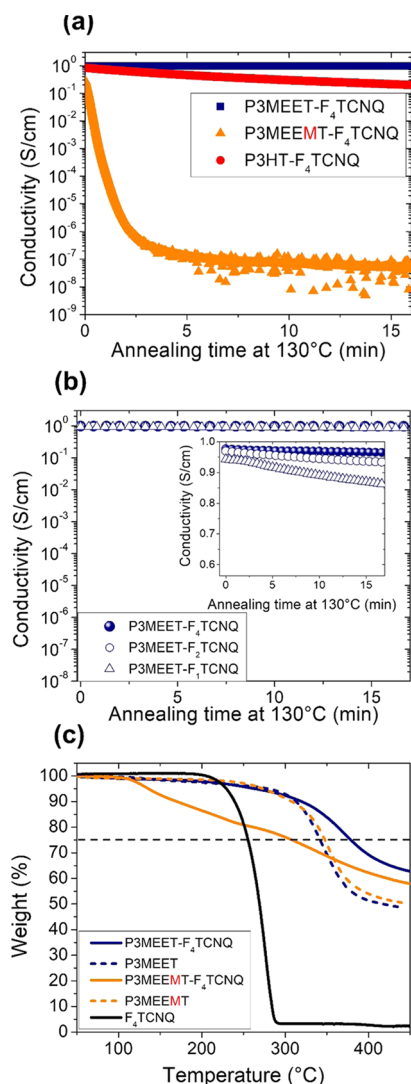 (a)
10⁰
10⁻¹
10⁻²
10⁻³
10⁻⁴
10⁻⁵
10⁻⁶
10⁻⁷
10⁻⁸
10⁻⁹
Conductivity (S/cm)
P3MEET-F₄TCNQ
P3MEEMT-F₄TCNQ
P3HT-F₄TCNQ
0 5 10 15
Annealing time at 130°C (min)
(b)
10⁰
10⁻¹
10⁻²
10⁻³
10⁻⁴
10⁻⁵
10⁻⁶
10⁻⁷
10⁻⁸
Conductivity (S/cm)
1.0
0.9
0.8
0.7
0.6
Conductivity (S/cm)
0 5 10 15
Annealing time at 130°C (min)
P3MEET-F₄TCNQ
P3MEET-F₂TCNQ
P3MEET-F₁TCNQ
0 5 10 15
Annealing time at 130°C (min)
(c)
100
90
80
70
60
50
40
30
20
10
0
Weight (%)
P3MEET-F₄TCNQ
P3MEET
P3MEEMT-F₄TCNQ
P3MEEMT
F₄TCNQ
100 200 300 400
Temperature (°C)